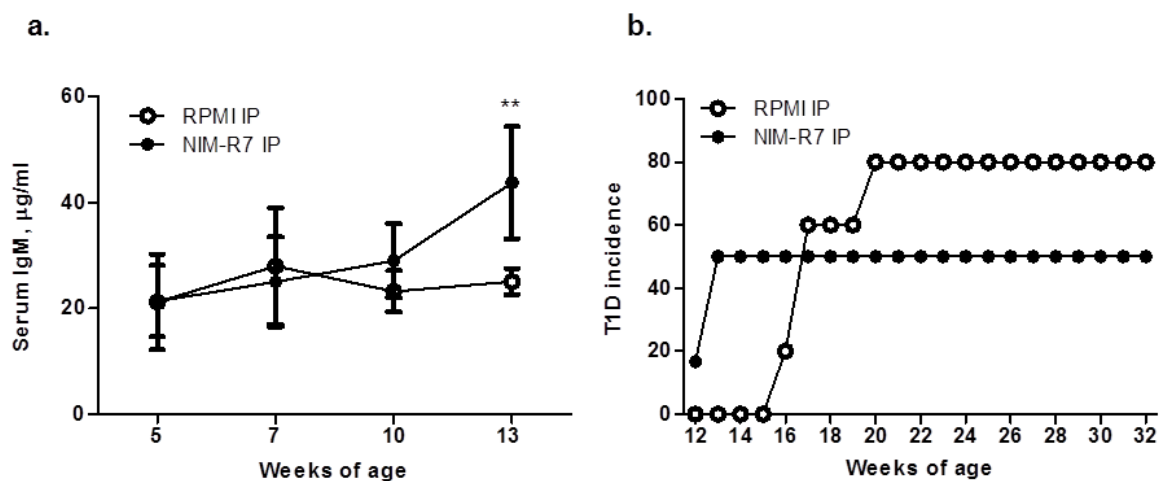 a.
RPMI IP
NIM-R7 IP
**
60
40
20
0
Serum IgM, µg/ml
5 7 10 13
Weeks of age
b.
RPMI IP
NIM-R7 IP
100
80
60
40
20
0
T1D incidence
12 14 16 18 20 22 24 26 28 30 32
Weeks of age